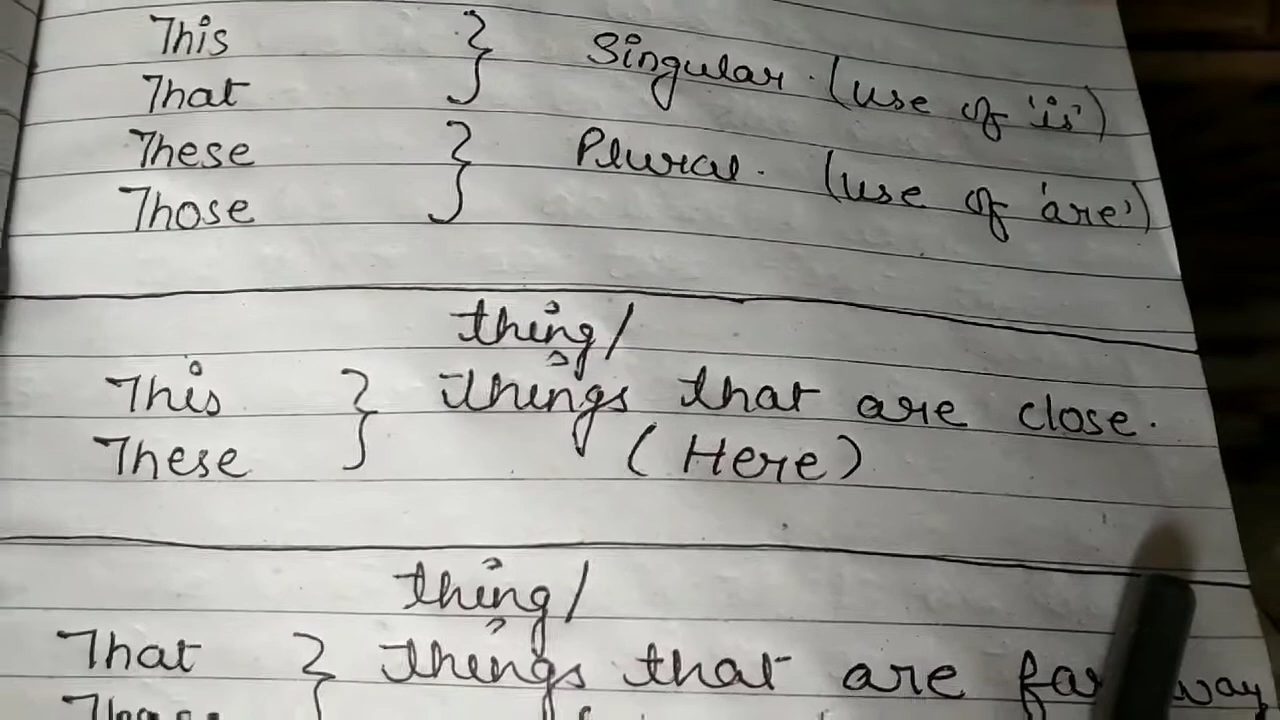 This } Singular. (use of 'is')
That
These } Plural. (use of 'are')
Those
thing/
This } things that are close.
These (Here)
thing/
That } things that are